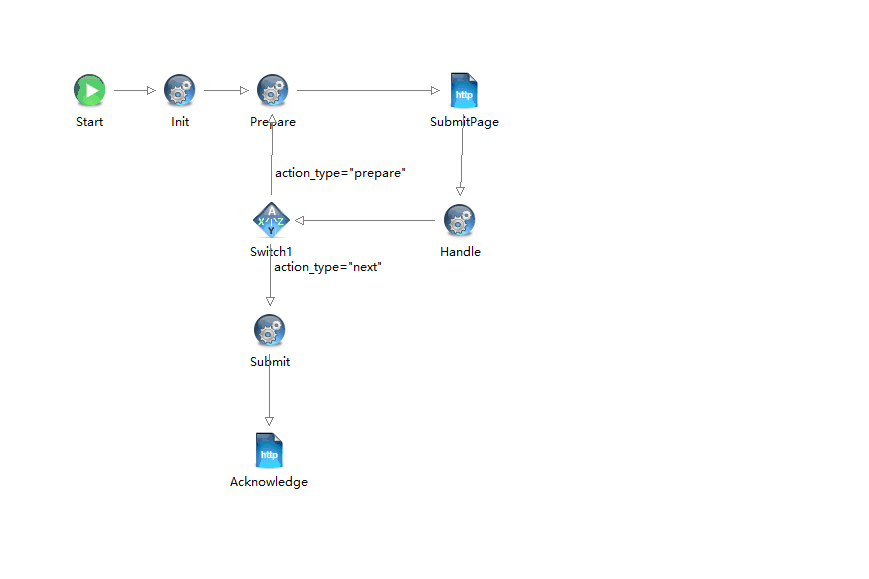 http
Start
Init
Prepare
SubmitPage
action_type="prepare"
A
X
Z
Y
Switch1
Handle
action_type="next"
Submit
http
Acknowledge